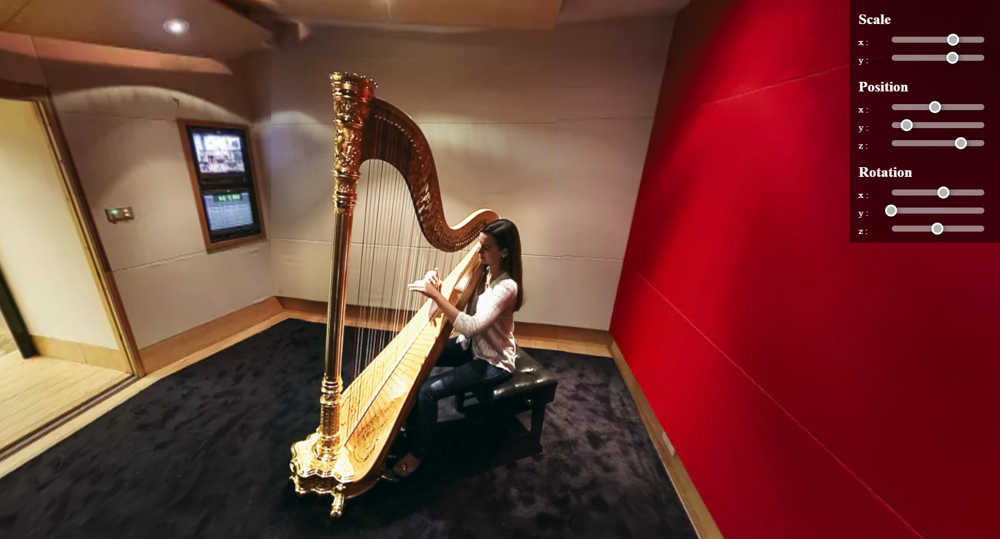 Scale
x :
y :
Position
x :
y :
z :
Rotation
x :
y :
z :